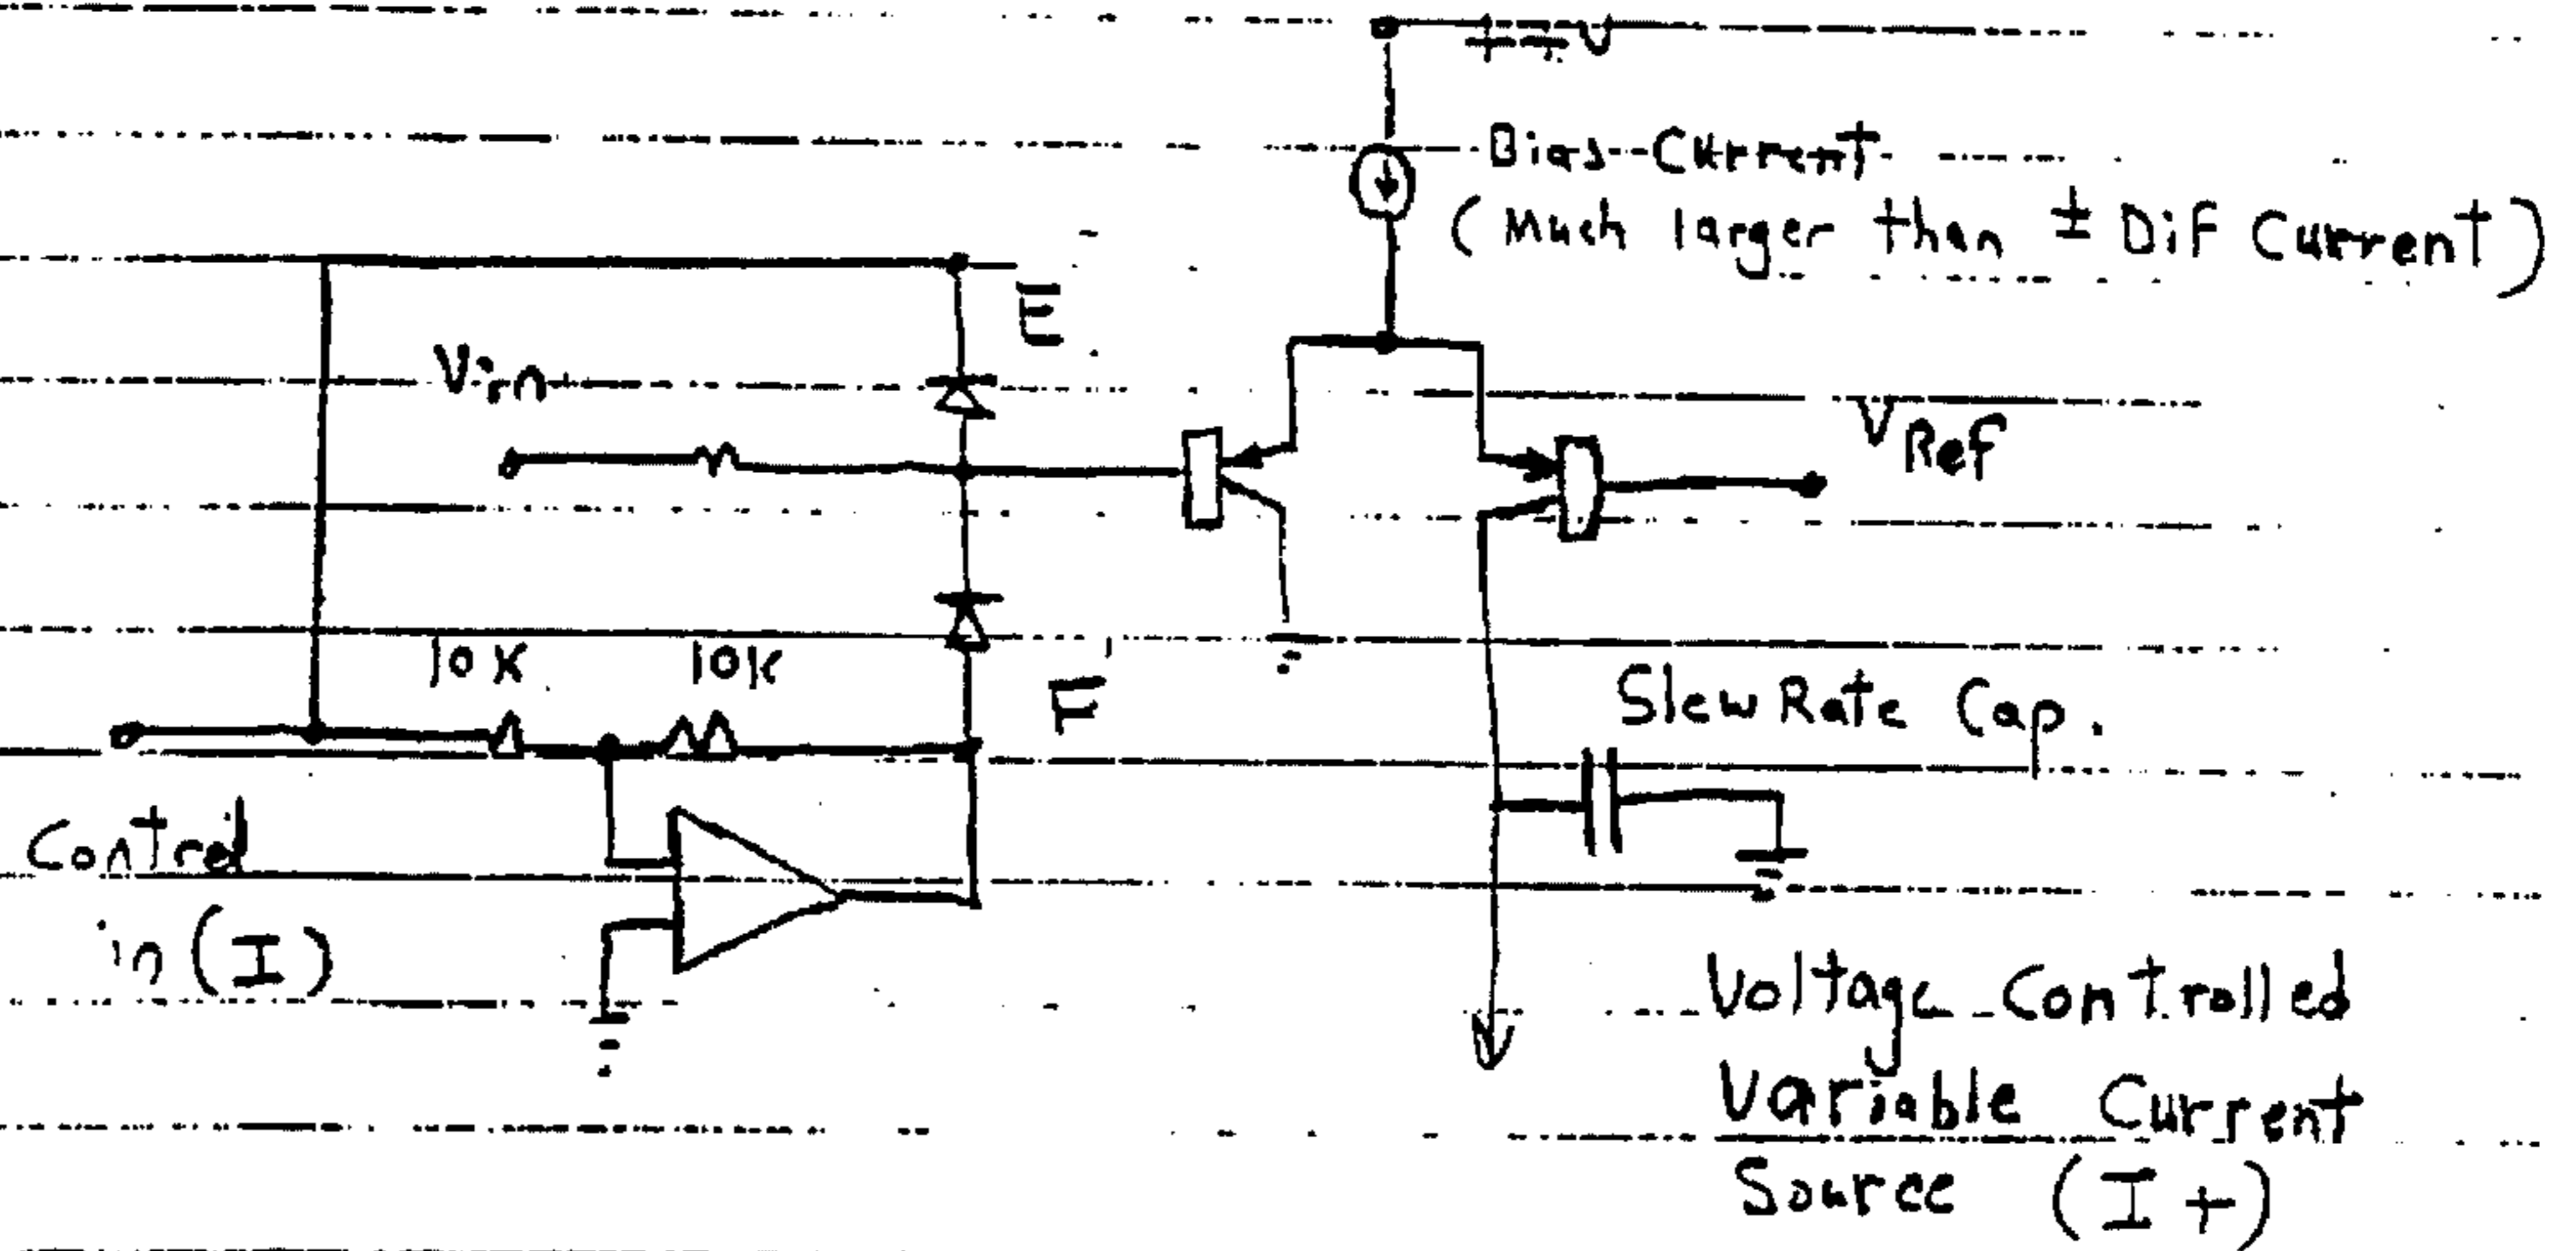 Bias Current
(Much larger than ± Dif Current)
E
Vin
VRef
10K
10K
F
Slew Rate Cap.
Control
in (I)
Voltage Controlled
Variable Current
Source (I+)